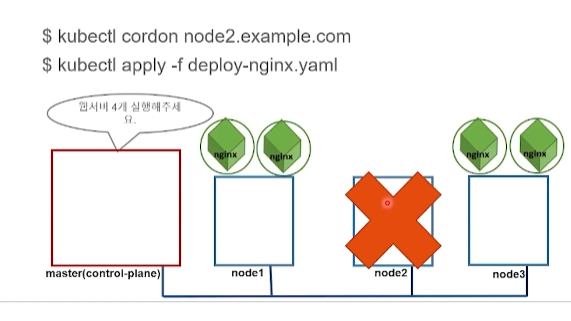 $ kubectl cordon node2.example.com
$ kubectl apply -f deploy-nginx.yaml
웹서버 4개 실행해주세
요.
nginx nginx nginx nginx
master(control-plane) node1 node2 node3